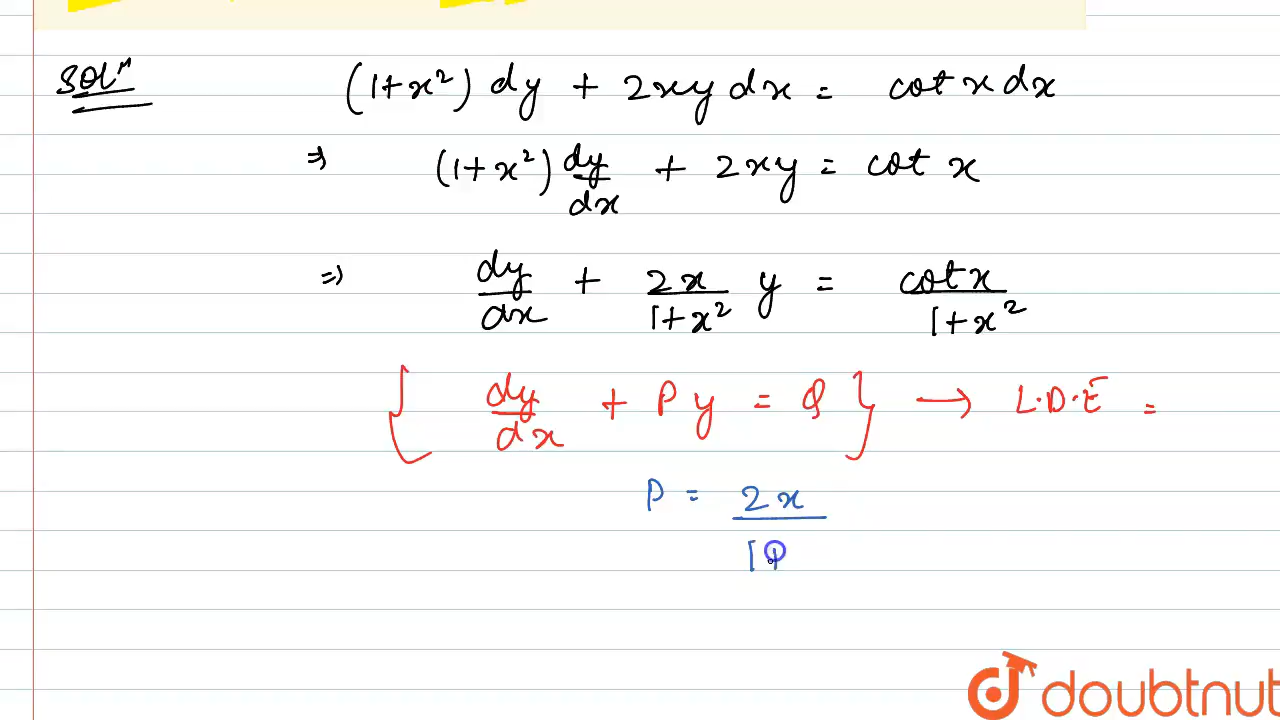 Solⁿ (1+x²) dy + 2xy dx = cot x dx
⇒ (1+x²) dy/dx + 2xy = cot x
⇒ dy/dx + 2x/1+x² y = cot x/1+x²
{ dy/dx + Py = Q } → L.D.E =
P = 2x/1+
doubtnut